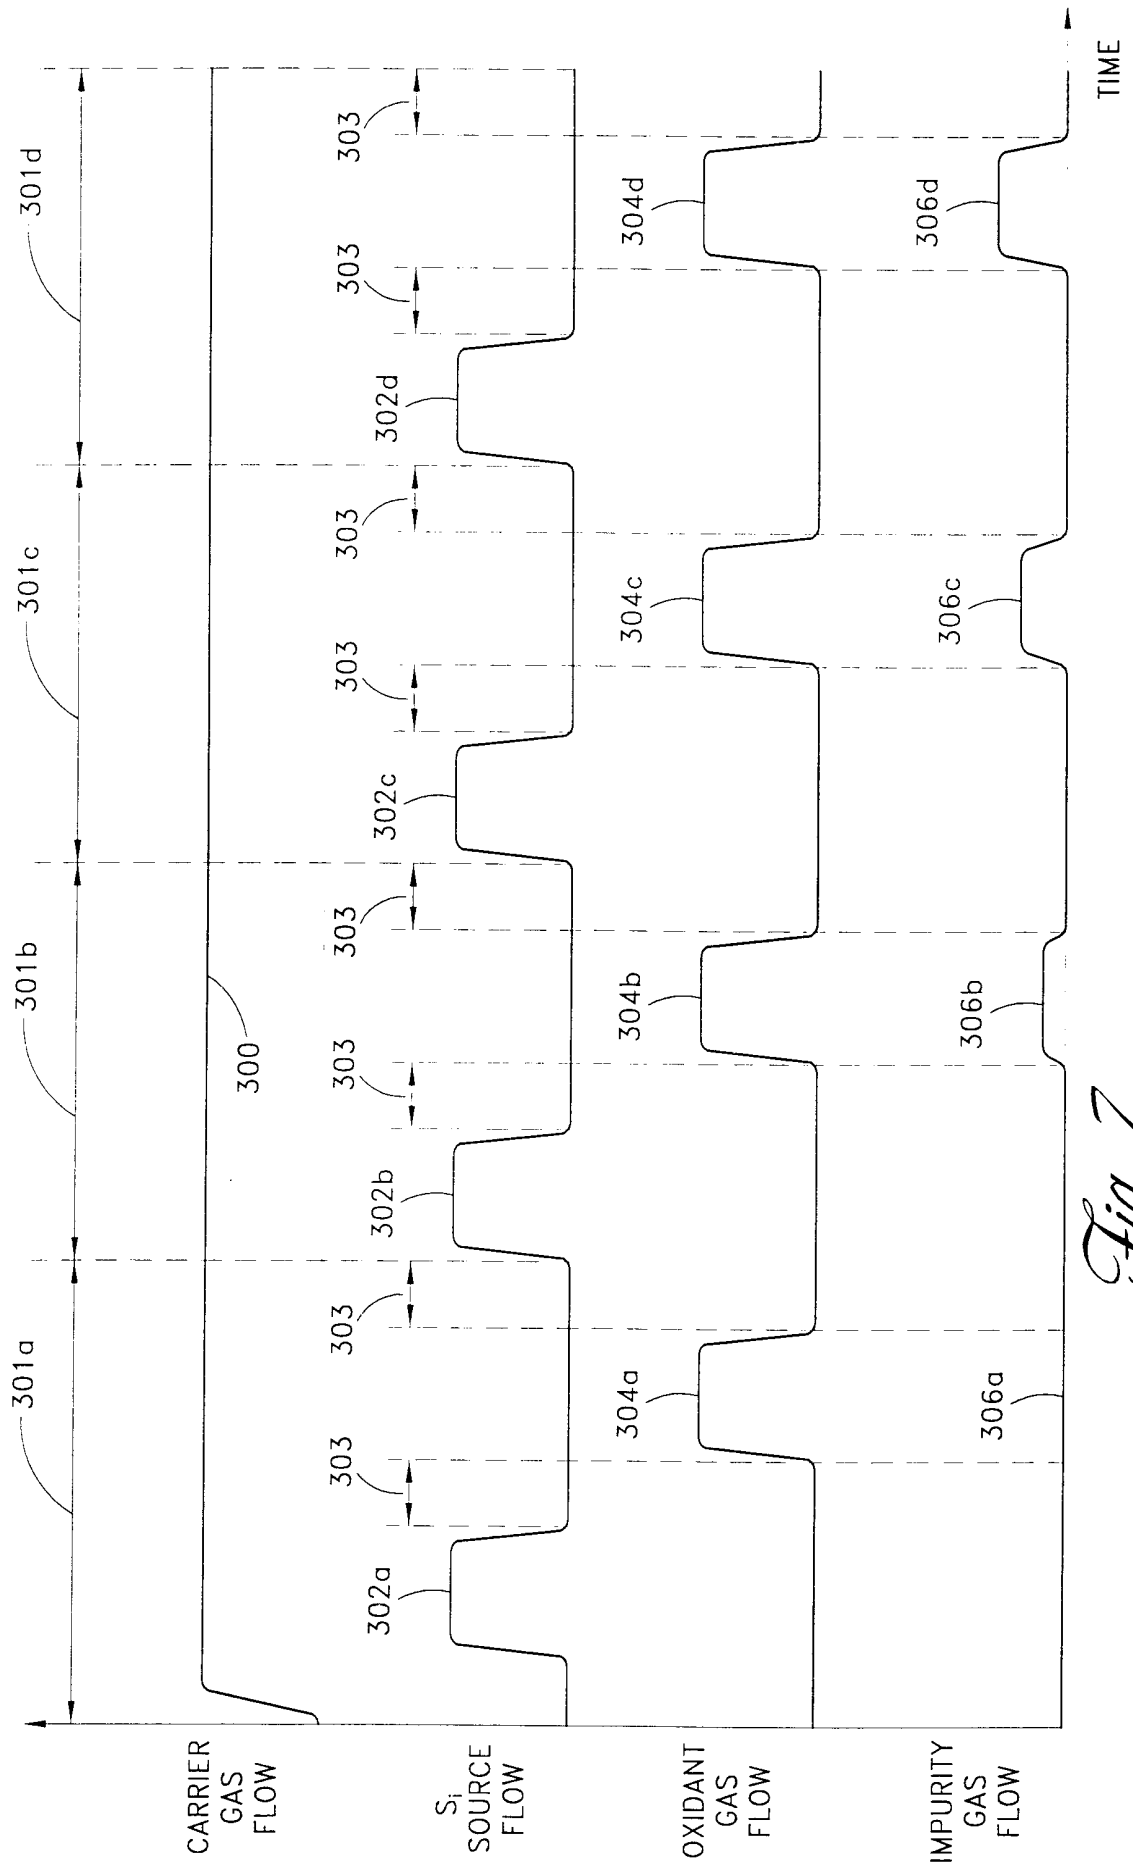 301a
301b
301c
301d
CARRIER
GAS
FLOW
300
Si
SOURCE
FLOW
302a
303
303
302b
303
303
302c
303
303
302d
303
303
OXIDANT
GAS
FLOW
304a
304b
304c
304d
IMPURITY
GAS
FLOW
306a
306b
306c
306d
TIME
Fig. 7